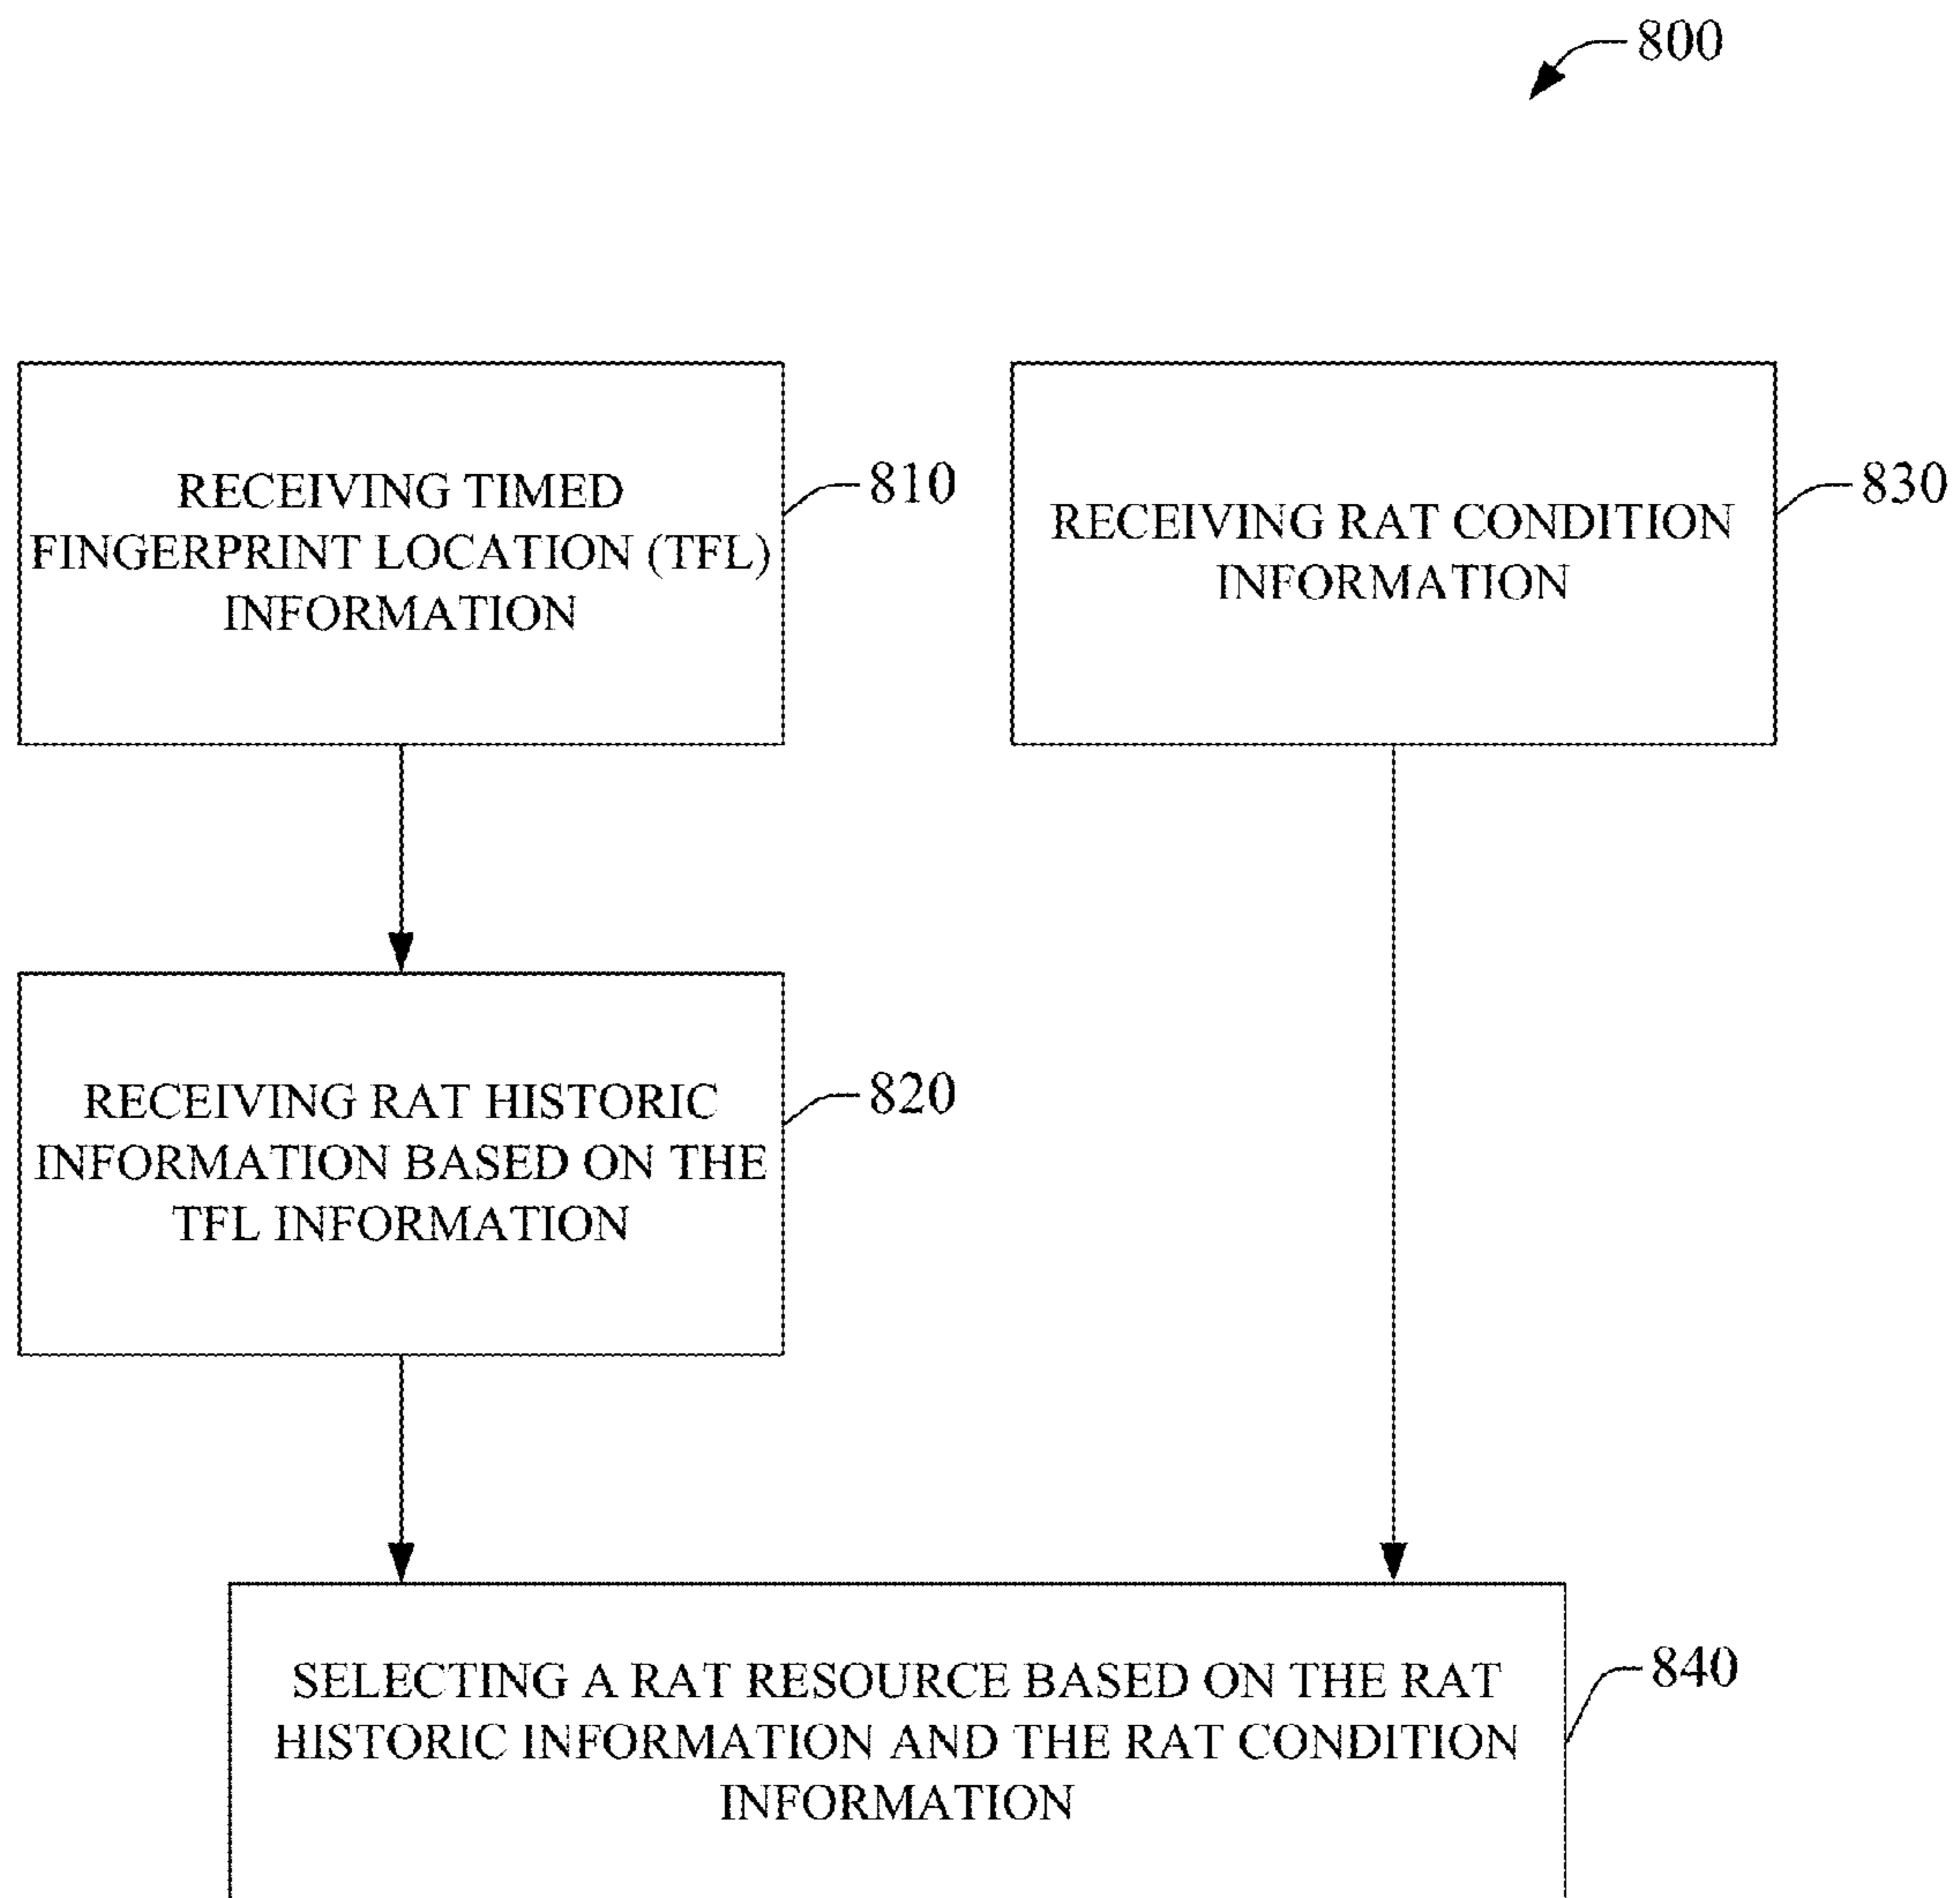 800
RECEIVING TIMED
FINGERPRINT LOCATION (TFL)
INFORMATION
810
RECEIVING RAT CONDITION
INFORMATION
830
RECEIVING RAT HISTORIC
INFORMATION BASED ON THE
TFL INFORMATION
820
SELECTING A RAT RESOURCE BASED ON THE RAT
HISTORIC INFORMATION AND THE RAT CONDITION
INFORMATION
840